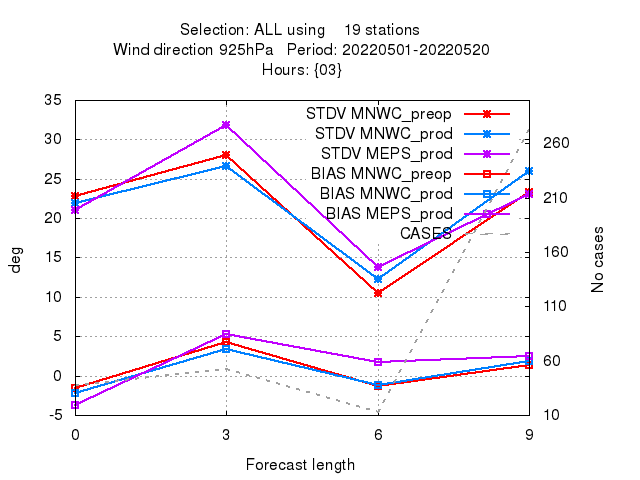 Selection: ALL using 19 stations
Wind direction 925hPa Period: 20220501-20220520
Hours: {03}
35
30
25
20
15
10
5
0
-5
deg
STDV MNWC_preop
STDV MNWC_prod
STDV MEPS_prod
BIAS MNWC_preop
BIAS MNWC_prod
BIAS MEPS_prod
CASES
260
210
160
110
60
10
No cases
0 3 6 9
Forecast length